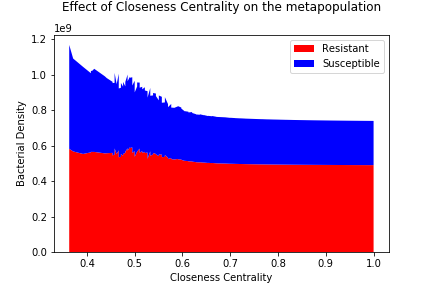 Effect of Closeness Centrality on the metapopulation
1e9
1.2
1.0
0.8
0.6
0.4
0.2
0.0
Bacterial Density
Resistant
Susceptible
0.4 0.5 0.6 0.7 0.8 0.9 1.0
Closeness Centrality